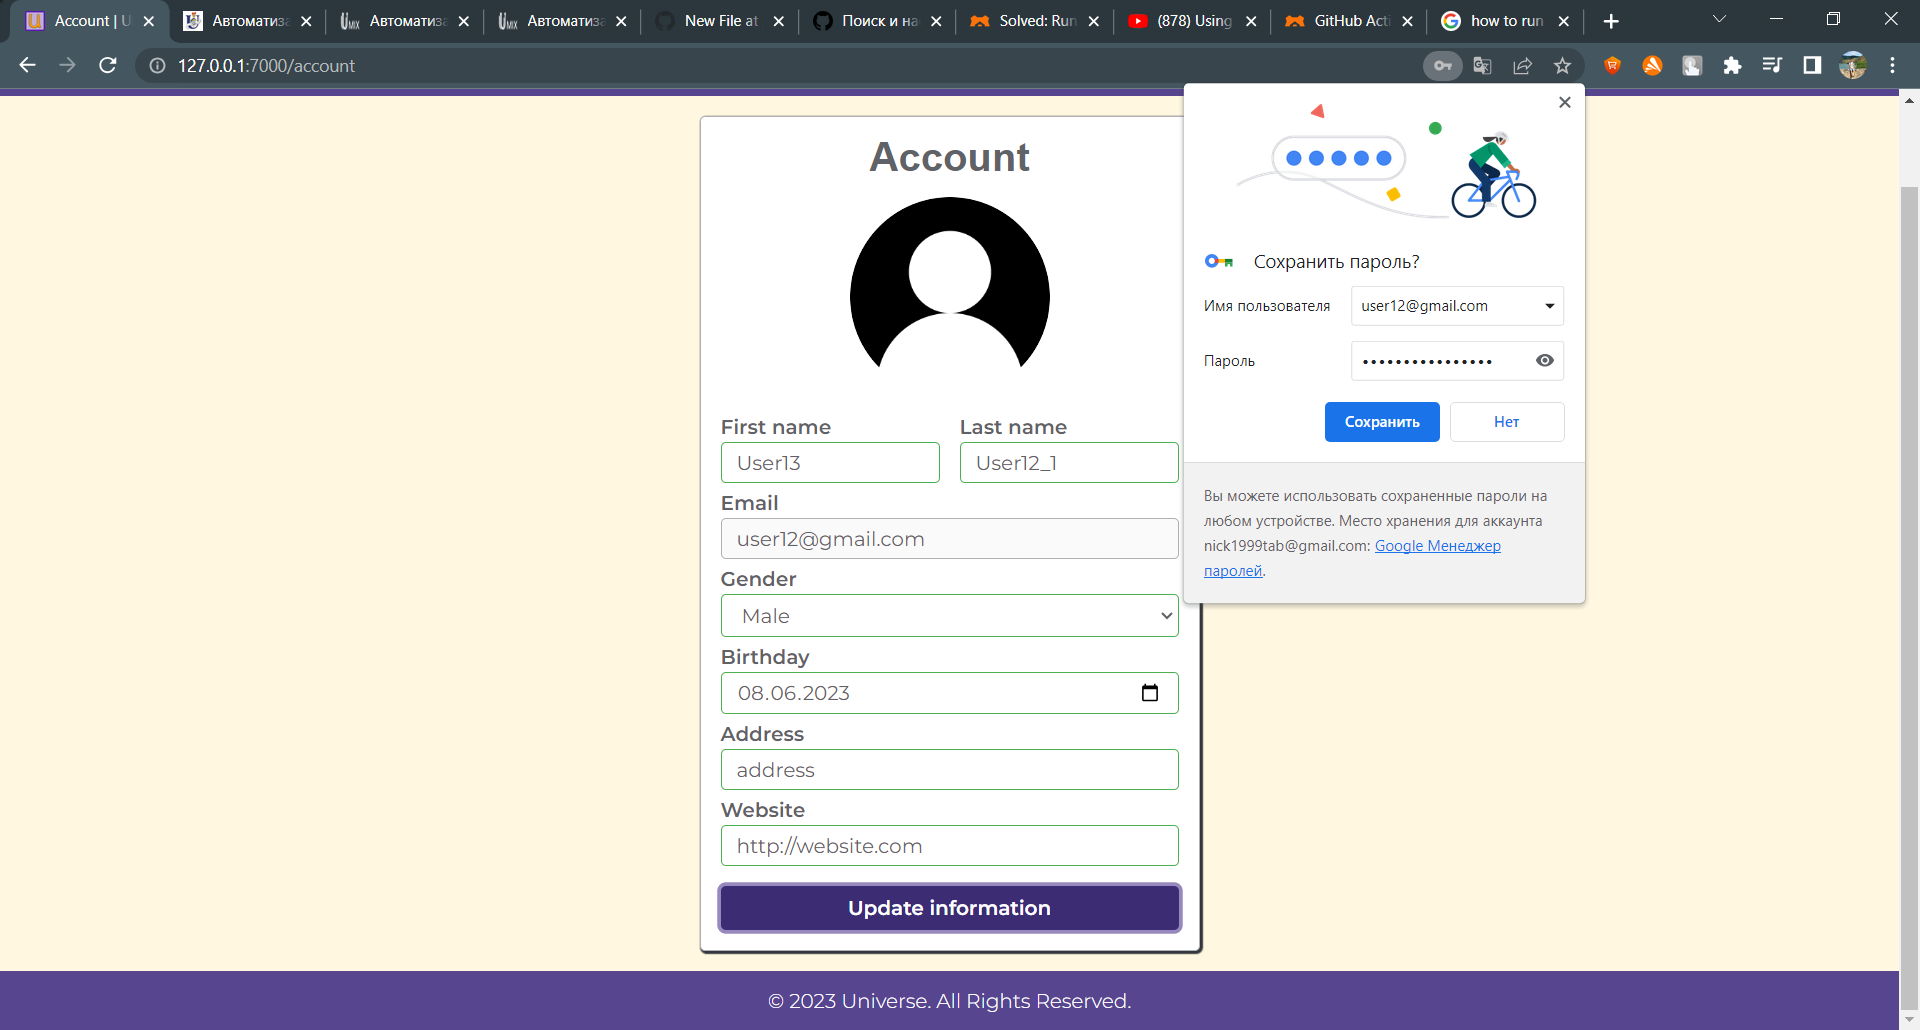 Account | U
Автоматиза
Автоматиза
Автоматиза
New File at
Поиск и на
Solved: Run
(878) Using
GitHub Acti
how to run
127.0.0.1:7000/account
Account
First name
Last name
User13
User12_1
Email
user12@gmail.com
Gender
Male
Birthday
08.06.2023
Address
address
Website
http://website.com
Update information
Сохранить пароль?
Имя пользователя
user12@gmail.com
Пароль
••••••••••••••••
Сохранить
Нет
Вы можете использовать сохраненные пароли на
любом устройстве. Место хранения для аккаунта
nick1999tab@gmail.com: Google Менеджер
паролей.
© 2023 Universe. All Rights Reserved.